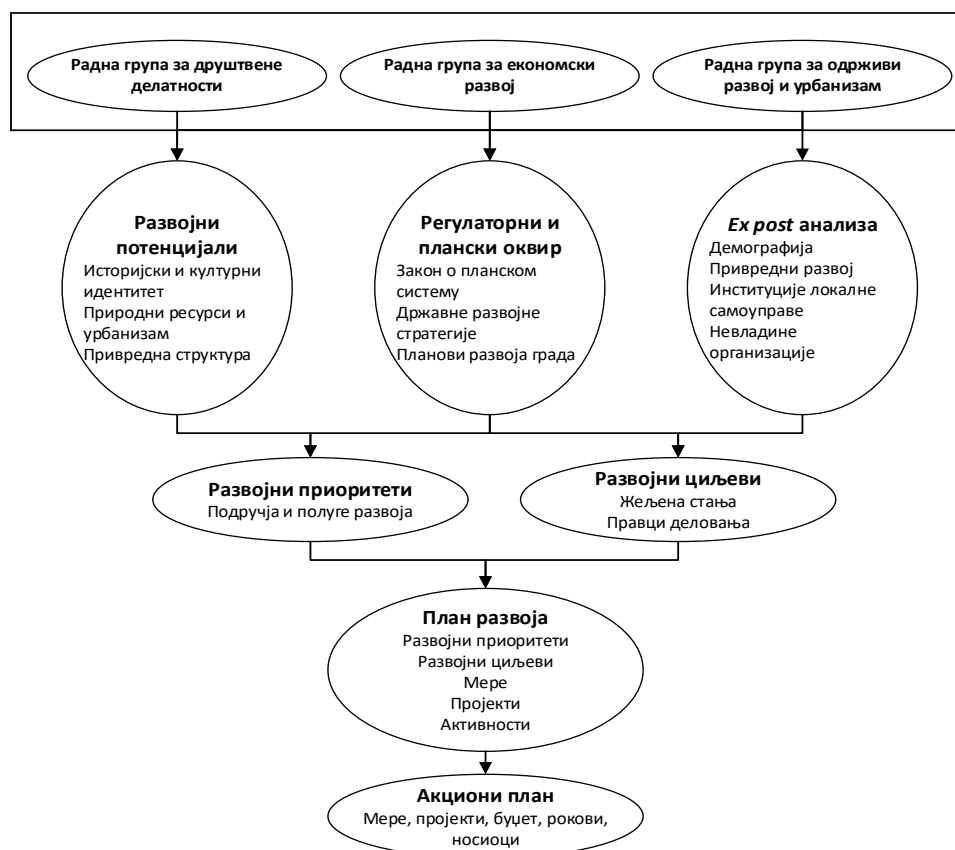 Радна група за друштвене
делатности
Радна група за економски
развој
Радна група за одрживи
развој и урбанизам
Развојни
потенцијали
Историјски и културни
идентитет
Природни ресурси и
урбанизам
Привредна структура
Регулаторни и
плански оквир
Закон о планском
систему
Државне развојне
стратегије
Планови развоја града
Ex post анализа
Демографија
Привредни развој
Институције локалне
самоуправе
Невладине
организације
Развојни приоритети
Подручја и полуге развоја
Развојни циљеви
Жељена стања
Правци деловања
План развоја
Развојни приоритети
Развојни циљеви
Мере
Пројекти
Активности
Акциони план
Мере, пројекти, буџет, рокови,
носиоци